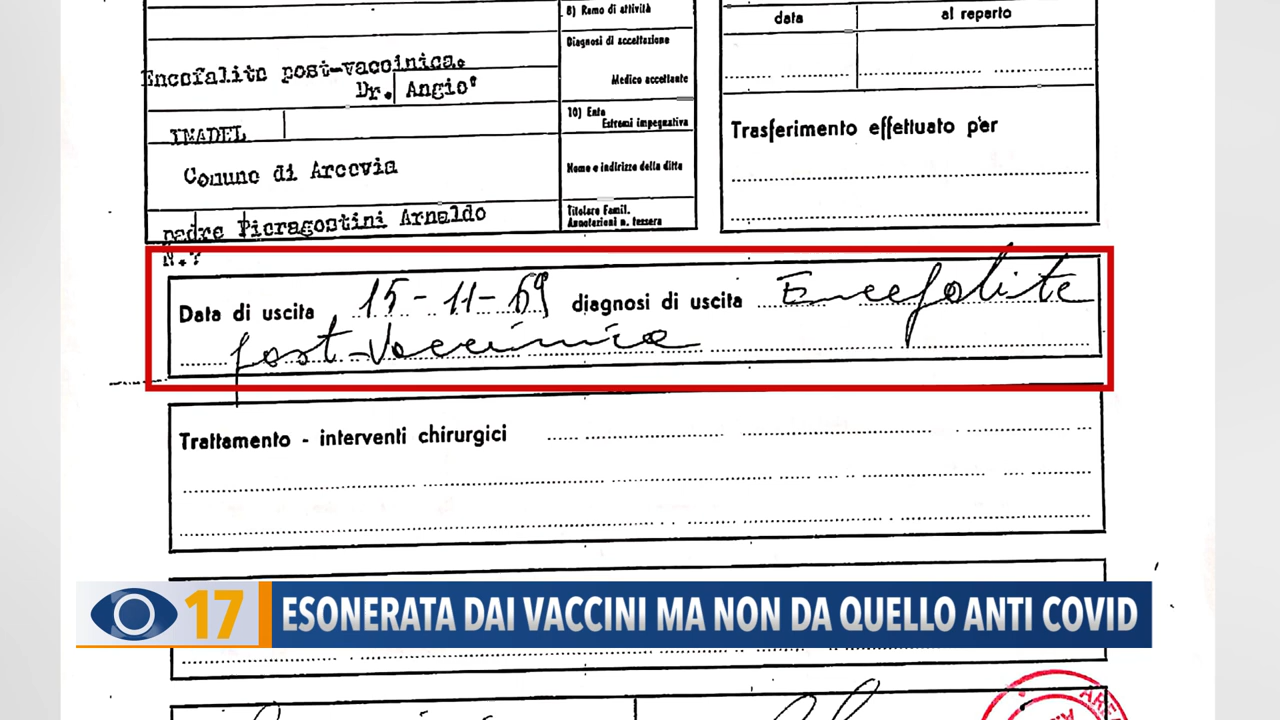 8) Ramo di attività
data
al reparto
Diagnosi di accettazione
Encefalite post-vaccinica.
Medico accettante
Dr. Angio'
10) Ente
Estremi impegnativa
Trasferimento effettuato per
INADEL
Comune di Arcevia
Nome e indirizzo della ditta
Titolare Famil.
Annotazioni n. tessera
padre Pieragostini Arnaldo
Data di uscita 15-11-69 diagnosi di uscita Encefalite
post-Vaccinica
Trattamento - interventi chirurgici
17 ESONERATA DAI VACCINI MA NON DA QUELLO ANTI COVID